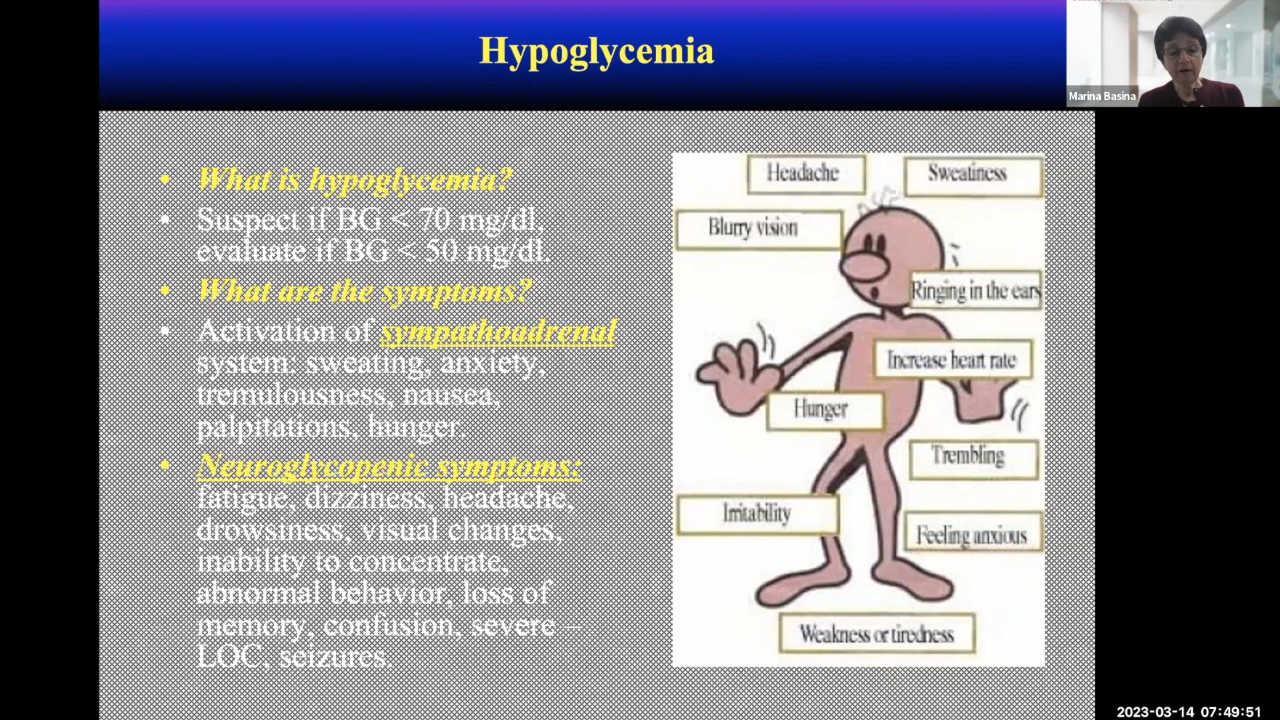 Hypoglycemia
Marina Basina
• What is hypoglycemia?
• Suspect if BG < 70 mg/dl,
evaluate if BG < 50 mg/dl.
• What are the symptoms?
• Activation of sympathoadrenal
system: sweating, anxiety,
tremulousness, nausea,
palpitations, hunger.
• Neuroglycopenic symptoms:
fatigue, dizziness, headache,
drowsiness, visual changes,
inability to concentrate,
abnormal behavior, loss of
memory, confusion, severe –
LOC, seizures.
Headache
Sweatiness
Blurry vision
Ringing in the ears
Increase heart rate
Hunger
Trembling
Irritability
Feeling anxious
Weakness or tiredness
2023-03-14 07:49:51